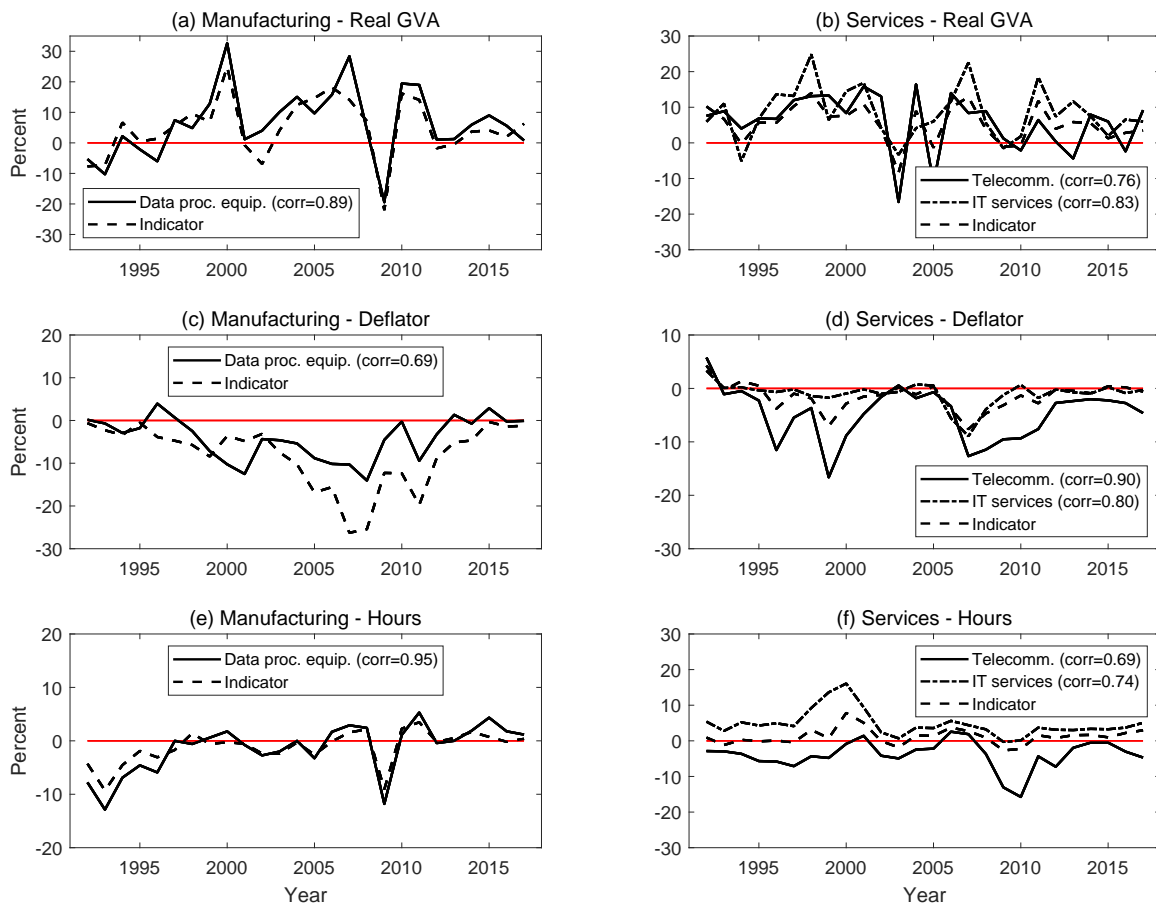 (a) Manufacturing - Real GVA
30
20
10
0
-10
-20
-30
Percent
Data proc. equip. (corr=0.89)
Indicator
1995 2000 2005 2010 2015
(b) Services - Real GVA
30
20
10
0
-10
-20
-30
Telecomm. (corr=0.76)
IT services (corr=0.83)
Indicator
1995 2000 2005 2010 2015
(c) Manufacturing - Deflator
20
10
0
-10
-20
-30
Percent
Data proc. equip. (corr=0.69)
Indicator
1995 2000 2005 2010 2015
(d) Services - Deflator
10
0
-10
-20
-30
Telecomm. (corr=0.90)
IT services (corr=0.80)
Indicator
1995 2000 2005 2010 2015
(e) Manufacturing - Hours
20
10
0
-10
-20
Percent
Data proc. equip. (corr=0.95)
Indicator
1995 2000 2005 2010 2015
Year
(f) Services - Hours
30
20
10
0
-10
-20
-30
Telecomm. (corr=0.69)
IT services (corr=0.74)
Indicator
1995 2000 2005 2010 2015
Year